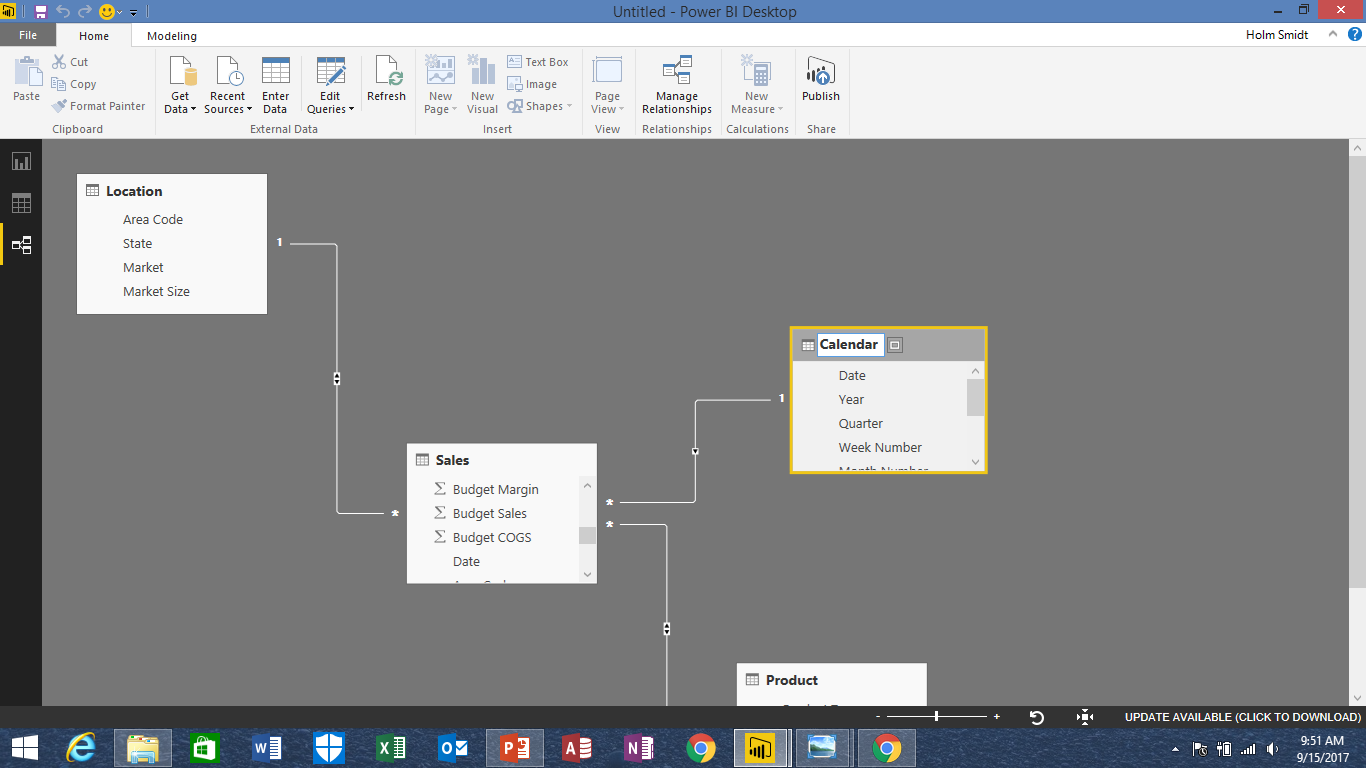 Untitled - Power BI Desktop
File Home Modeling Holm Smidt
Paste
Cut
Copy
Format Painter
Clipboard
Get Data
Recent Sources
Enter Data
Edit Queries
Refresh
External Data
New Page
New Visual
Text Box
Image
Shapes
Insert
Page View
View
Manage Relationships
Relationships
New Measure
Calculations
Publish
Share
Location
Area Code
State
Market
Market Size
1
*
Calendar
Date
Year
Quarter
Week Number
Month Number
1
*
*
Sales
Budget Margin
Budget Sales
Budget COGS
Date
Product
- +
UPDATE AVAILABLE (CLICK TO DOWNLOAD)
9:51 AM
9/15/2017